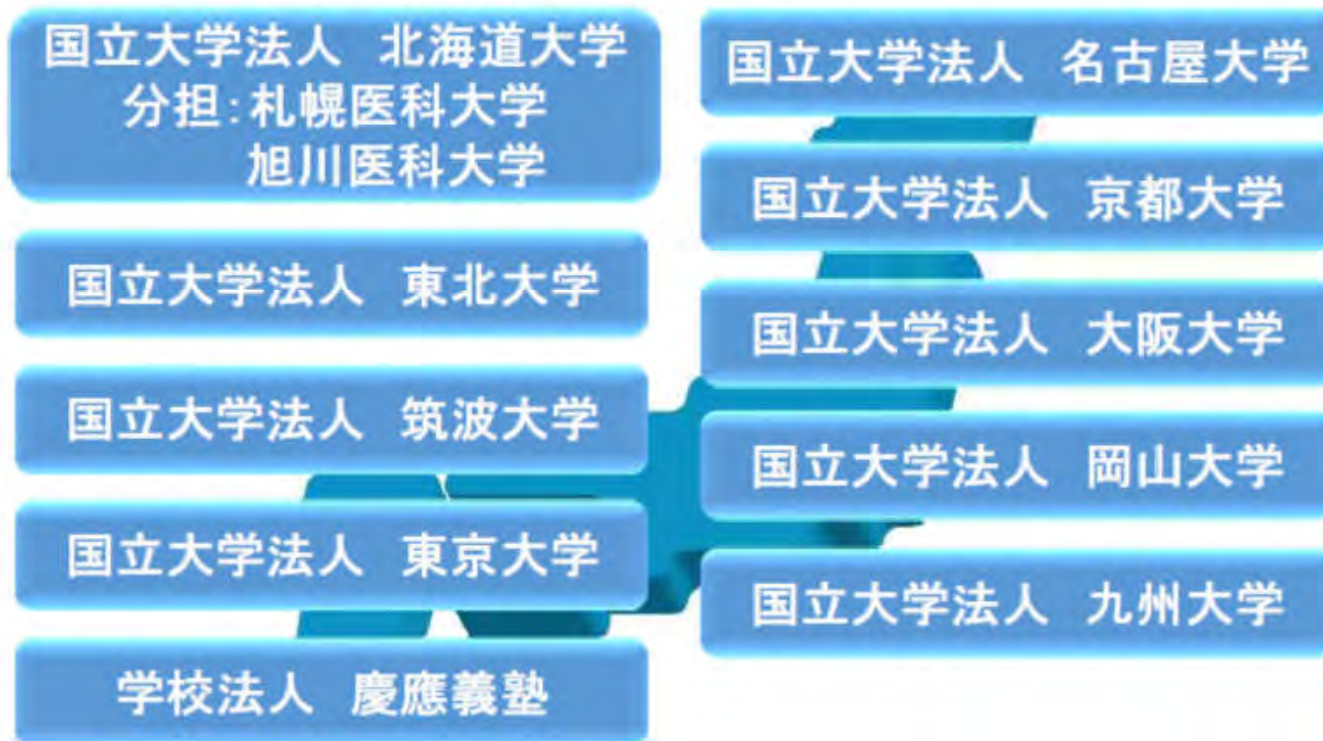 国立大学法人 北海道大学
分担:札幌医科大学
旭川医科大学
国立大学法人 東北大学
国立大学法人 筑波大学
国立大学法人 東京大学
学校法人 慶應義塾
国立大学法人 名古屋大学
国立大学法人 京都大学
国立大学法人 大阪大学
国立大学法人 岡山大学
国立大学法人 九州大学